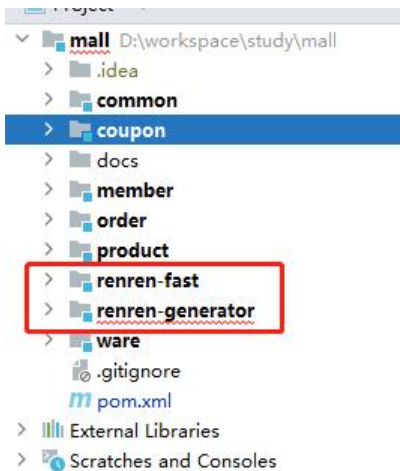 Project
mall D:\workspace\study\mall
.idea
common
coupon
docs
member
order
product
renren-fast
renren-generator
ware
.gitignore
pom.xml
External Libraries
Scratches and Consoles